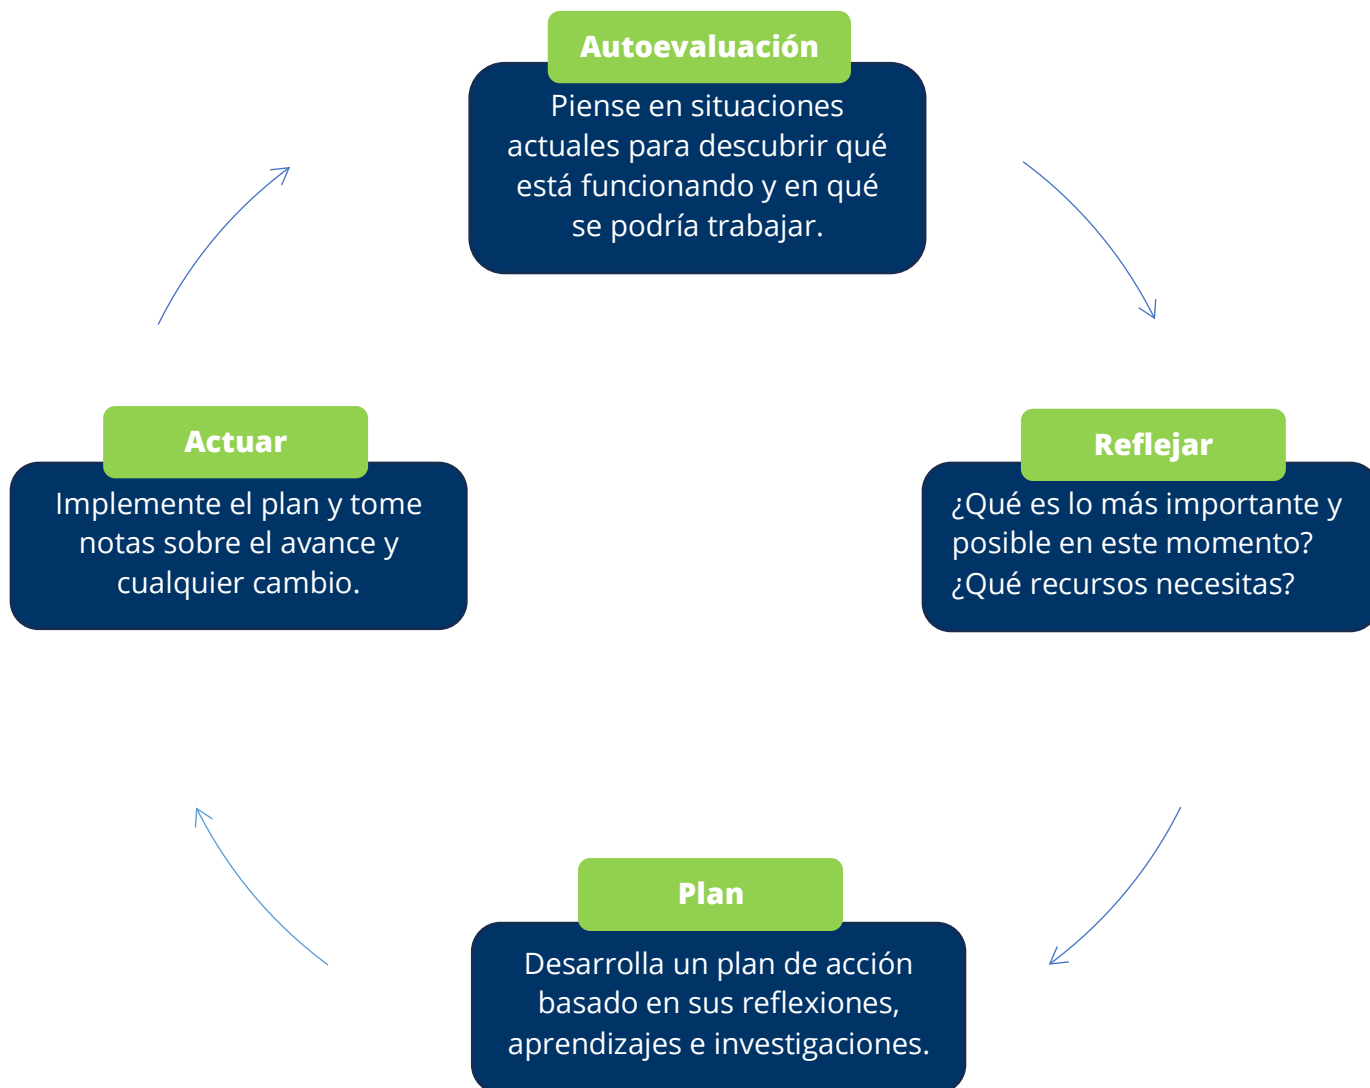 Autoevaluación
Piense en situaciones
actuales para descubrir qué
está funcionando y en qué
se podría trabajar.
Reflejar
¿Qué es lo más importante y
posible en este momento?
¿Qué recursos necesitas?
Plan
Desarrolla un plan de acción
basado en sus reflexiones,
aprendizajes e investigaciones.
Actuar
Implemente el plan y tome
notas sobre el avance y
cualquier cambio.